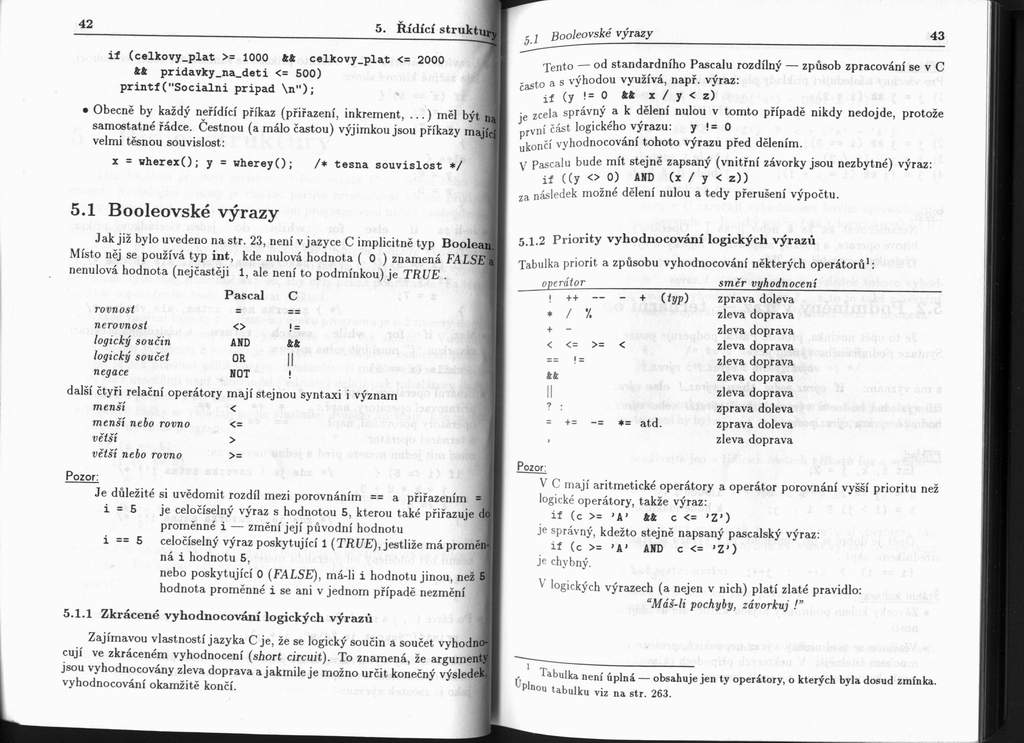 42
5. Řídící struktury
if (celkovy_plat >= 1000 && celkovy_plat <= 2000
&& pridavky_na_deti <= 500)
printf("Socialni pripad \n");
• Obecně by každý neřídící příkaz (přiřazení, inkrement, ...) měl být na
samostatné řádce. Čestnou (a málo častou) výjimkou jsou příkazy mající
velmi těsnou souvislost:
x = wherex(); y = wherey(); /* tesna souvislost */
5.1 Booleovské výrazy
Jak již bylo uvedeno na str. 23, není v jazyce C implicitně typ Boolean.
Místo něj se používá typ int, kde nulová hodnota ( 0 ) znamená FALSE a
nenulová hodnota (nejčastěji 1, ale není to podmínkou) je TRUE .
Pascal C
rovnost = ==
nerovnost <> !=
logický součin AND &&
logický součet OR ||
negace NOT !
další čtyři relační operátory mají stejnou syntaxi i význam
menší <
menší nebo rovno <=
větší >
větší nebo rovno >=
Pozor:
Je důležité si uvědomit rozdíl mezi porovnáním == a přiřazením =
i = 5 je celočíselný výraz s hodnotou 5, kterou také přiřazuje do
proměnné i — změní její původní hodnotu
i == 5 celočíselný výraz poskytující 1 (TRUE), jestliže má proměn-
ná i hodnotu 5,
nebo poskytující 0 (FALSE), má-li i hodnotu jinou, než 5
hodnota proměnné i se ani v jednom případě nezmění
5.1.1 Zkrácené vyhodnocování logických výrazů
Zajímavou vlastností jazyka C je, že se logický součin a součet vyhodno-
cují ve zkráceném vyhodnocení (short circuit). To znamená, že argumenty
jsou vyhodnocovány zleva doprava a jakmile je možno určit konečný výsledek,
vyhodnocování okamžitě končí.
5.1 Booleovské výrazy
43
Tento — od standardního Pascalu rozdílný — způsob zpracování se v C
často a s výhodou využívá, např. výraz:
if (y != 0 && x / y < z)
je zcela správný a k dělení nulou v tomto případě nikdy nedojde, protože
první část logického výrazu: y != 0
ukončí vyhodnocování tohoto výrazu před dělením.
V Pascalu bude mít stejně zapsaný (vnitřní závorky jsou nezbytné) výraz:
if ((y <> 0) AND (x / y < z))
za následek možné dělení nulou a tedy přerušení výpočtu.
5.1.2 Priority vyhodnocování logických výrazů
Tabulka priorit a způsobu vyhodnocování některých operátorů¹:
operátor směr vyhodnocení
! ++ -- - + (typ) zprava doleva
* / % zleva doprava
+ - zleva doprava
< <= >= < zleva doprava
== != zleva doprava
&& zleva doprava
|| zleva doprava
? : zprava doleva
= += -= *= atd. zprava doleva
, zleva doprava
Pozor:
V C mají aritmetické operátory a operátor porovnání vyšší prioritu než
logické operátory, takže výraz:
if (c >= 'A' && c <= 'Z')
je správný, kdežto stejně napsaný pascalský výraz:
if (c >= 'A' AND c <= 'Z')
je chybný.
V logických výrazech (a nejen v nich) platí zlaté pravidlo:
"Máš-li pochyby, závorkuj !"
¹ Tabulka není úplná — obsahuje jen ty operátory, o kterých byla dosud zmínka.
Úplnou tabulku viz na str. 263.